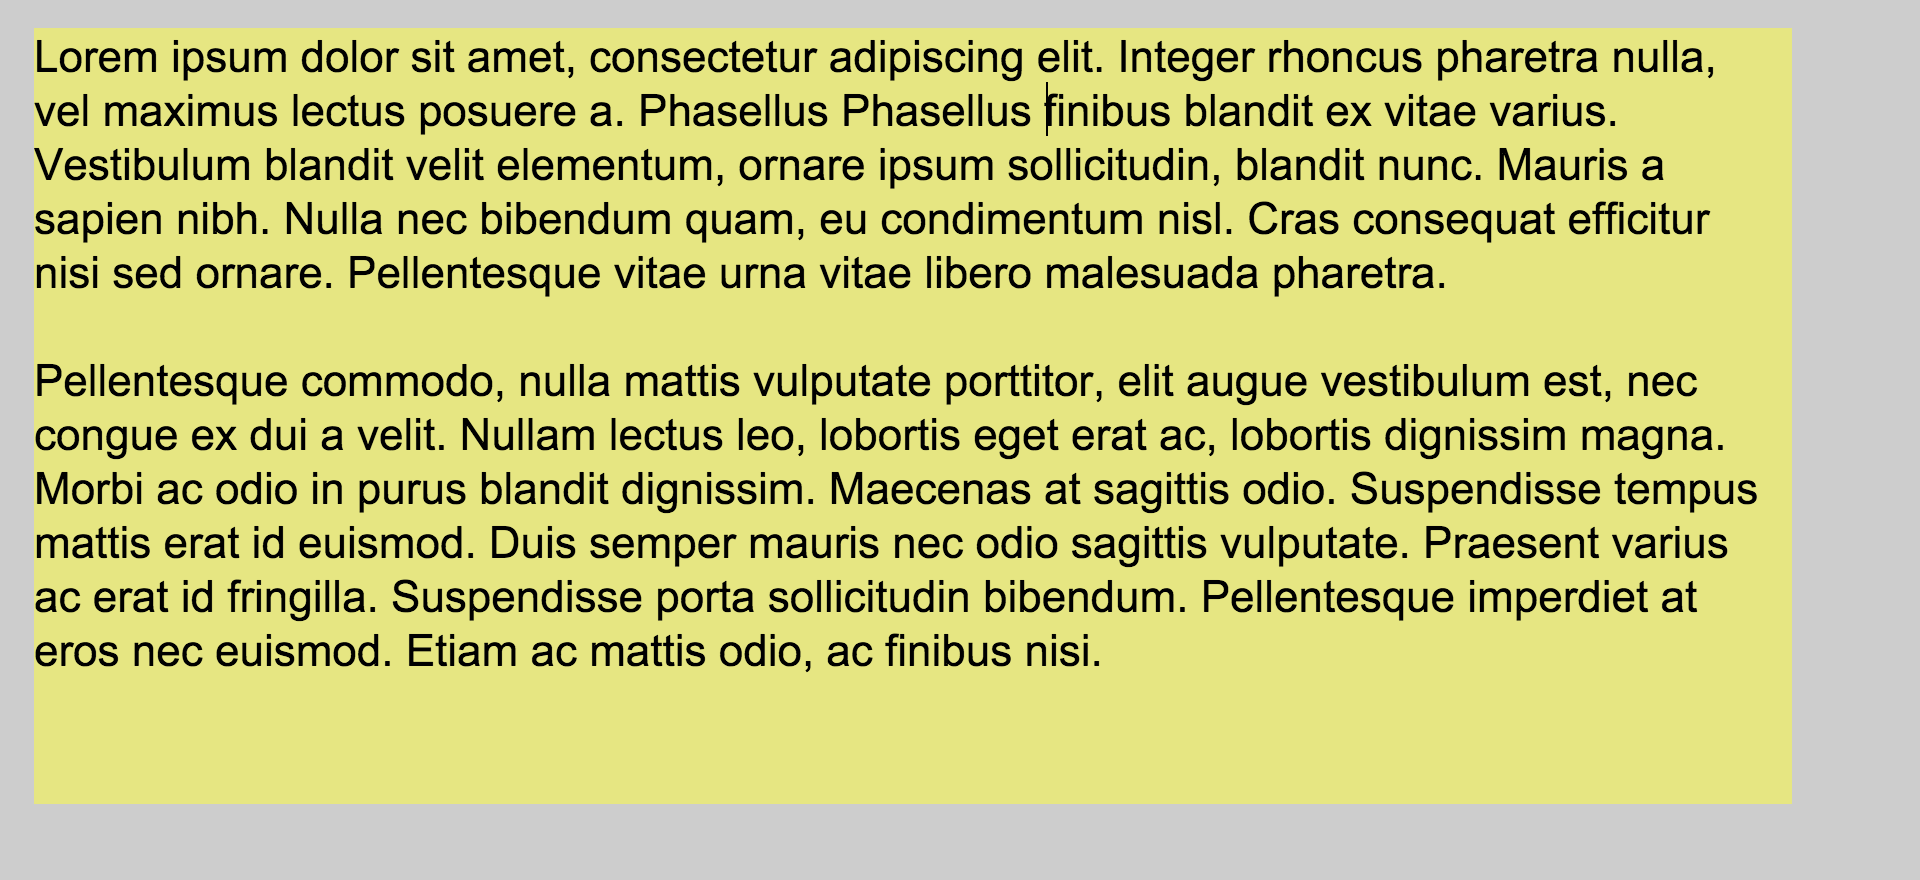 Lorem ipsum dolor sit amet, consectetur adipiscing elit. Integer rhoncus pharetra nulla,
vel maximus lectus posuere a. Phasellus Phasellus finibus blandit ex vitae varius.
Vestibulum blandit velit elementum, ornare ipsum sollicitudin, blandit nunc. Mauris a
sapien nibh. Nulla nec bibendum quam, eu condimentum nisl. Cras consequat efficitur
nisi sed ornare. Pellentesque vitae urna vitae libero malesuada pharetra.

Pellentesque commodo, nulla mattis vulputate porttitor, elit augue vestibulum est, nec
congue ex dui a velit. Nullam lectus leo, lobortis eget erat ac, lobortis dignissim magna.
Morbi ac odio in purus blandit dignissim. Maecenas at sagittis odio. Suspendisse tempus
mattis erat id euismod. Duis semper mauris nec odio sagittis vulputate. Praesent varius
ac erat id fringilla. Suspendisse porta sollicitudin bibendum. Pellentesque imperdiet at
eros nec euismod. Etiam ac mattis odio, ac finibus nisi.